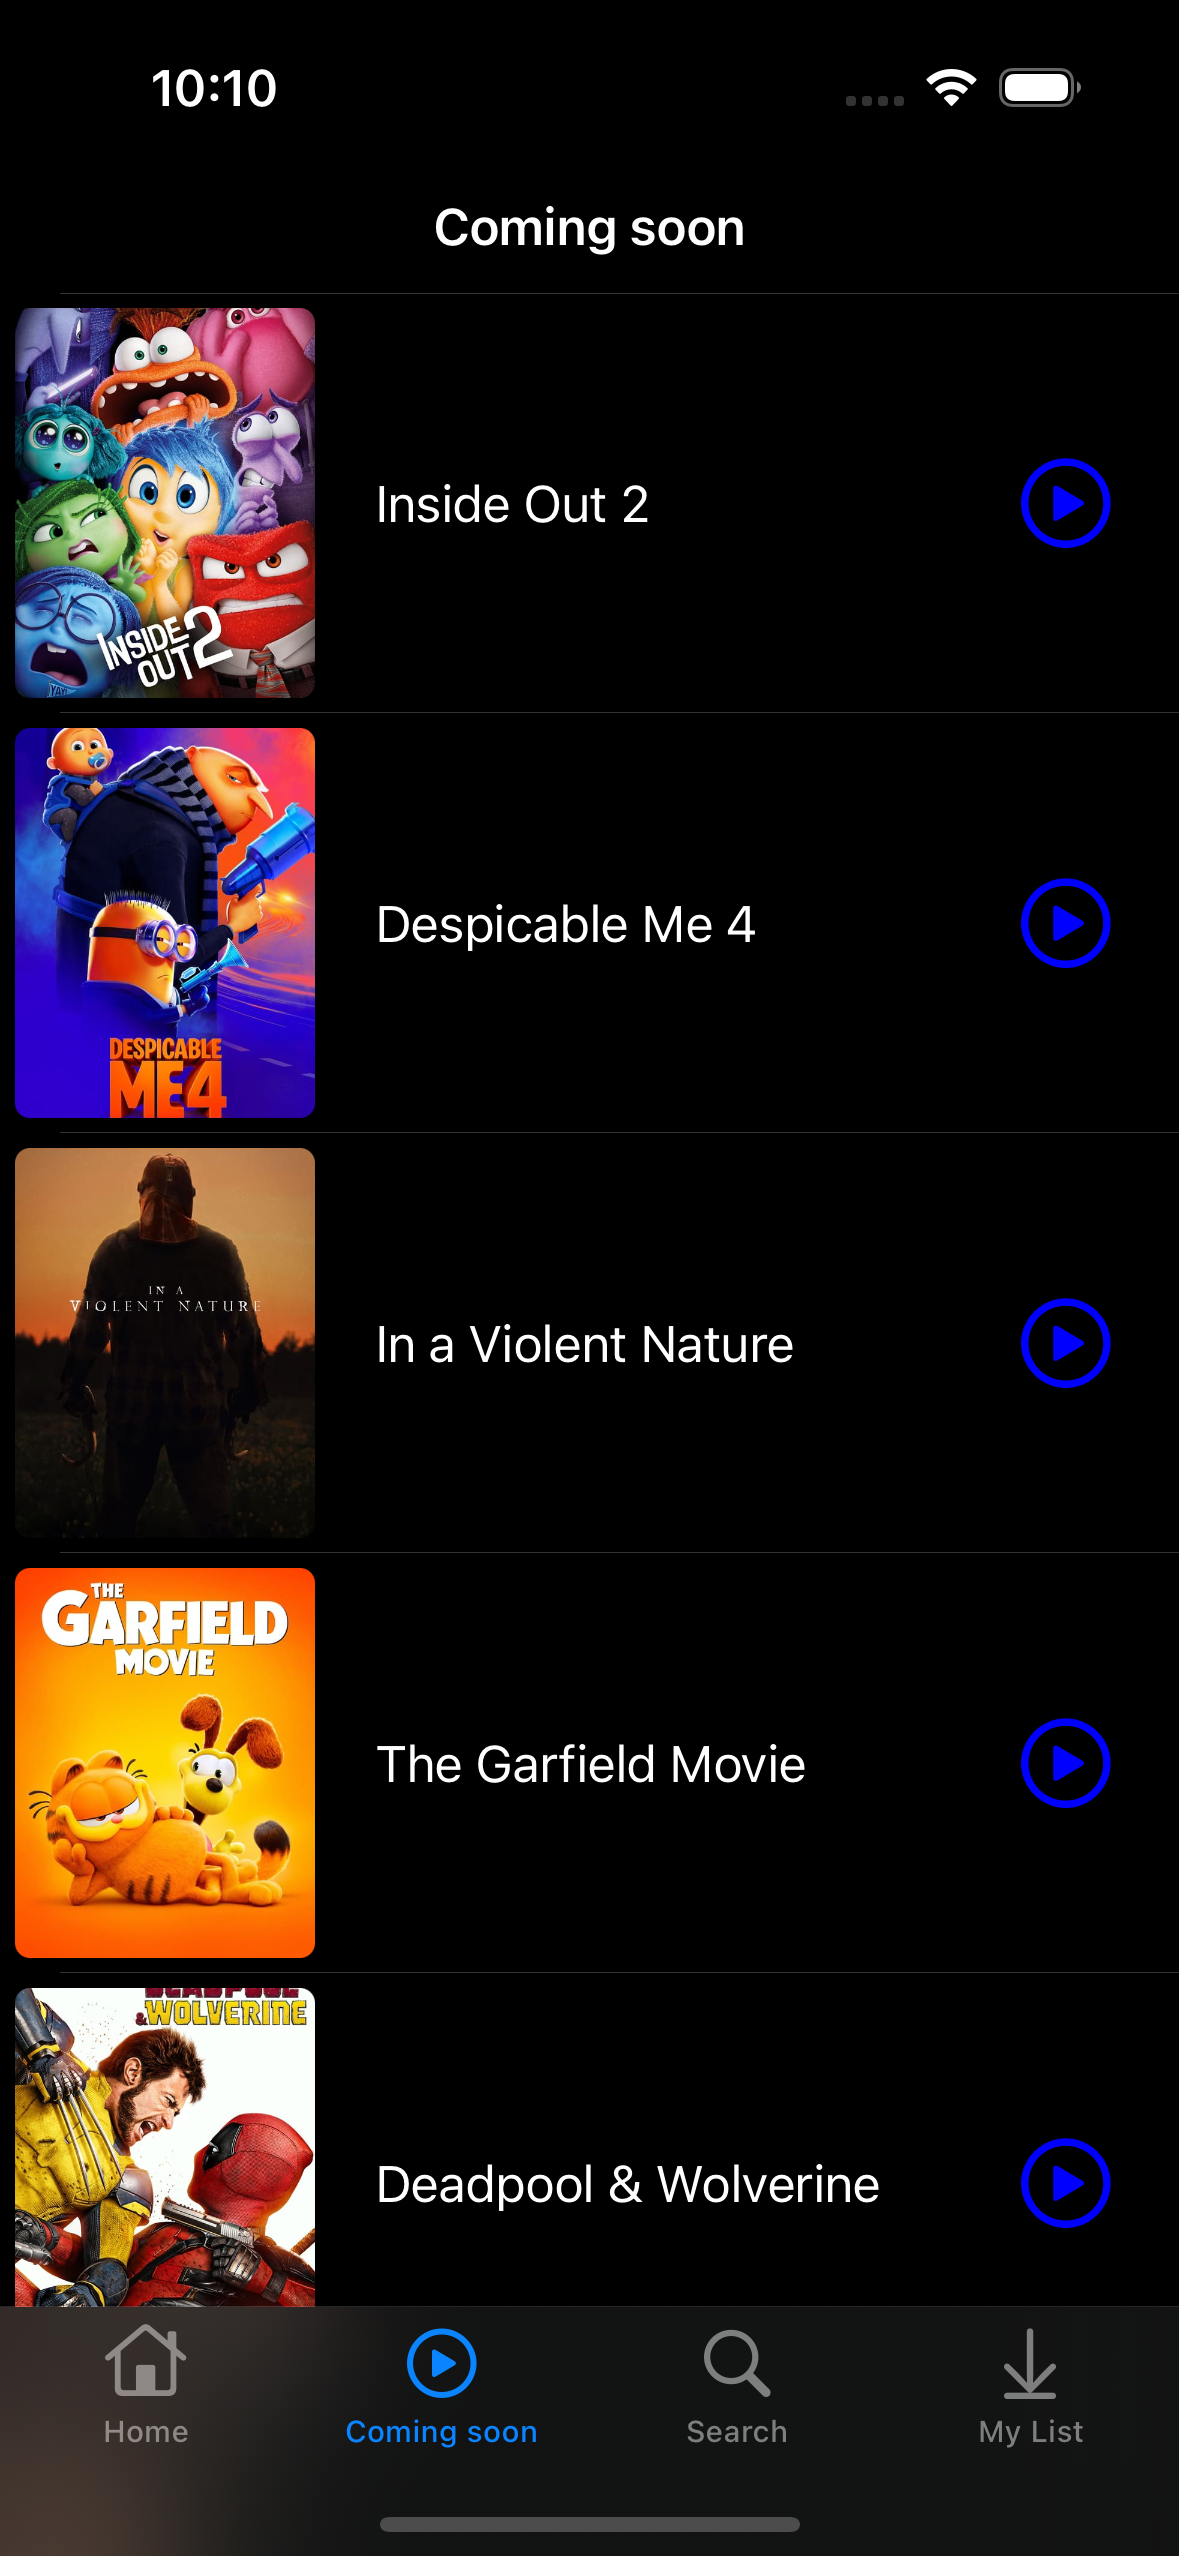 10:10
Coming soon
INSIDE
OUT 2
Inside Out 2
DESPICABLE
ME 4
Despicable Me 4
IN A
VIOLENT NATURE
In a Violent Nature
THE
GARFIELD
MOVIE
The Garfield Movie
DEADPOOL
&WOLVERINE
Deadpool & Wolverine
Home
Coming soon
Search
My List